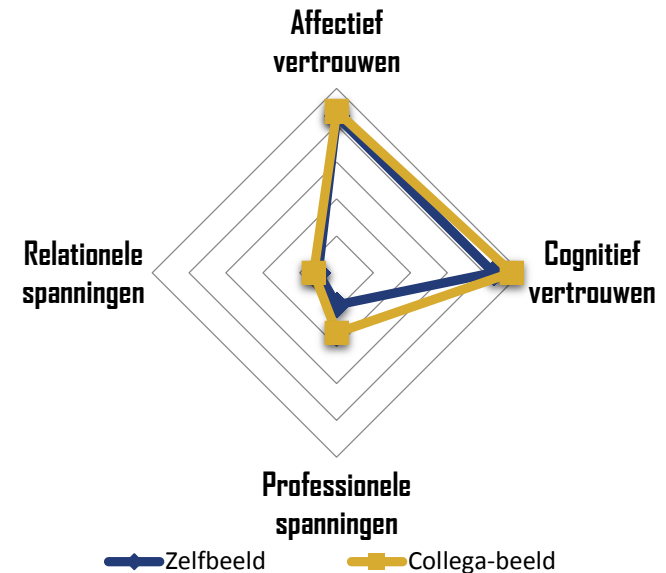 Affectief
vertrouwen
Relationele
spanningen
Cognitief
vertrouwen
Professionele
spanningen
Zelfbeeld
Collega-beeld